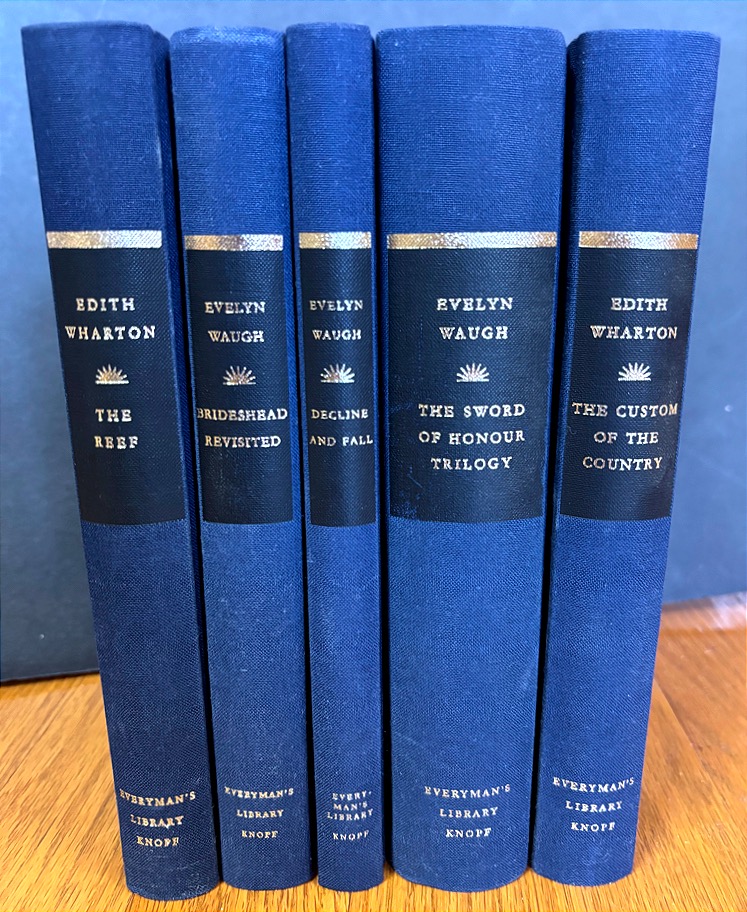 EDITH
WHARTON
THE
REEF
EVERYMAN'S
LIBRARY
KNOPF
EVELYN
WAUGH
BRIDESHEAD
REVISITED
EVERYMAN'S
LIBRARY
KNOPF
EVELYN
WAUGH
DECLINE
AND FALL
EVERY-
MAN'S
LIBRARY
KNOPF
EVELYN
WAUGH
THE SWORD
OF HONOUR
TRILOGY
EVERYMAN'S
LIBRARY
KNOPF
EDITH
WHARTON
THE CUSTOM
OF THE
COUNTRY
EVERYMAN'S
LIBRARY
KNOPF